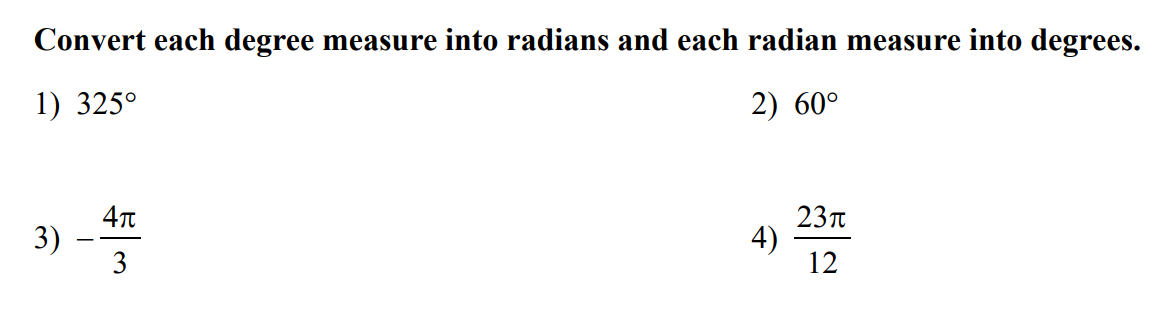 Convert each degree measure into radians and each radian measure into degrees.
1) 325°
2) 60°
3) −4π/3
4) 23π/12